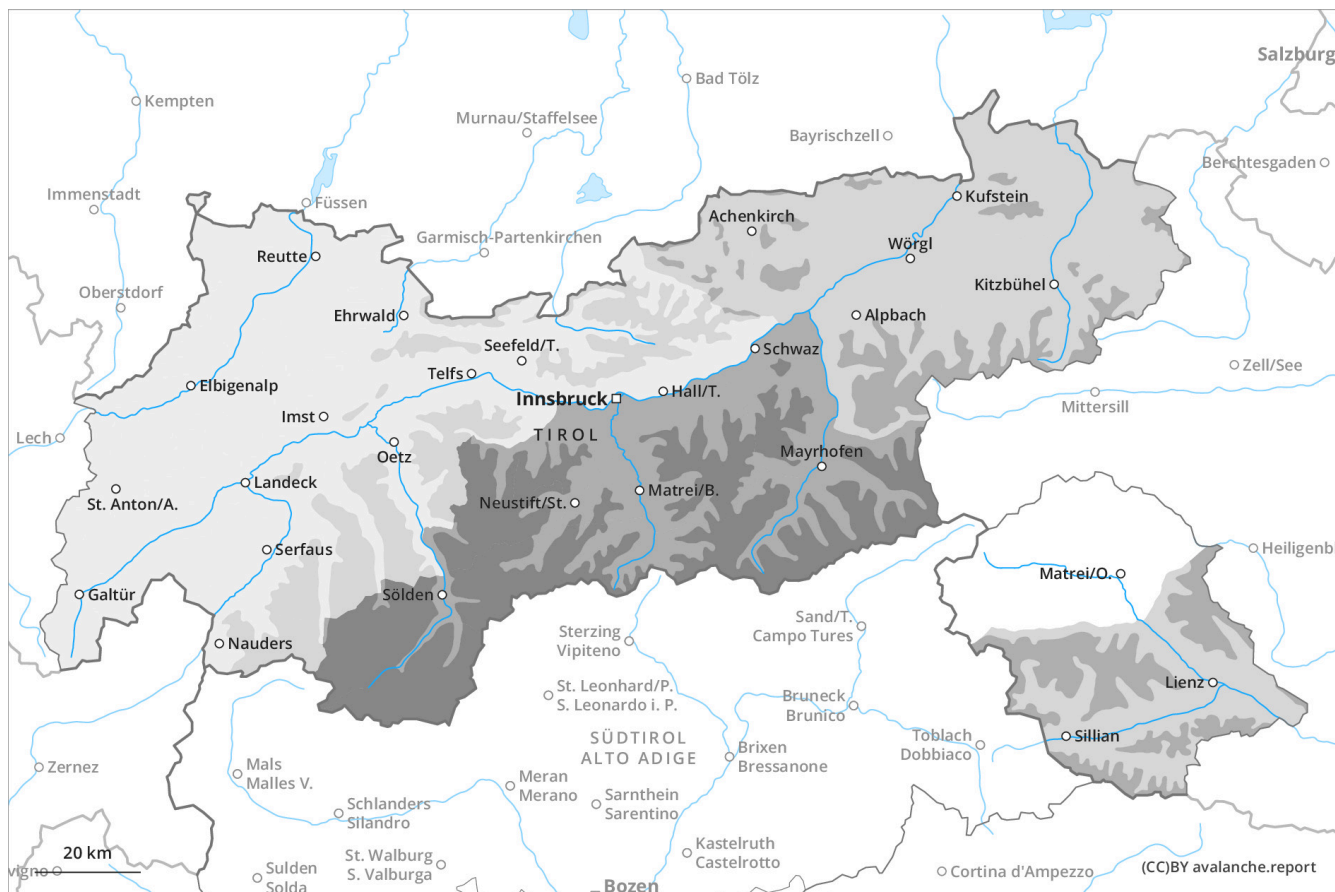 Salzburg
Kempten
Bad Tölz
Murnau/Staffelsee
Bayrischzell
Berchtesgaden
Immenstadt
Füssen
Kufstein
Achenkirch
Garmisch-Partenkirchen
Wörgl
Reutte
Kitzbühel
Oberstdorf
Ehrwald
Alpbach
Seefeld/T.
Schwaz
Zell/See
Telfs
Elbigenalp
Innsbruck
Hall/T.
Mittersill
Imst
Lech
TIROL
Oetz
Mayrhofen
Landeck
Matrei/B.
St. Anton/A.
Neustift/St.
Serfaus
Heiligenb
Matrei/O.
Galtür
Sölden
Sand/T.
Campo Tures
Nauders
Sterzing
Vipiteno
Lienz
St. Leonhard/P.
S. Leonardo i. P.
Bruneck
Brunico
Sillian
SÜDTIROL
ALTO ADIGE
Toblach
Dobbiaco
Brixen
Bressanone
Zernez
Mals
Malles V.
Meran
Merano
Sarnthein
Sarentino
Schlanders
Silandro
Kastelruth
Castelrotto
20 km
St. Walburg
S. Valburga
vigno
Sulden
Solda
Cortina d'Ampezzo
(CC)BY avalanche.report
Bozen